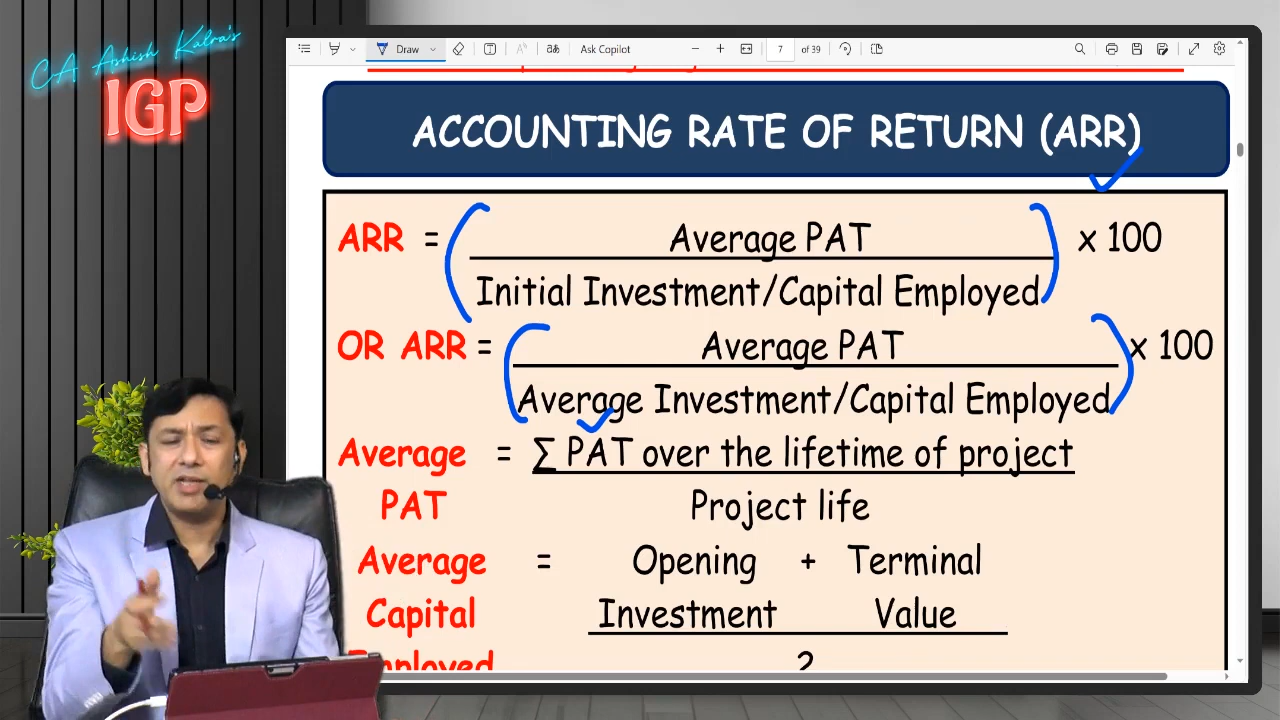 CA Ashish Kalra's
IGP
Draw
Ask Copilot
7 of 39
ACCOUNTING RATE OF RETURN (ARR)
ARR = Average PAT x 100
Initial Investment/Capital Employed
OR ARR = Average PAT x 100
Average Investment/Capital Employed
Average = ∑ PAT over the lifetime of project
PAT Project life
Average = Opening + Terminal
Capital Investment Value
Employed 2